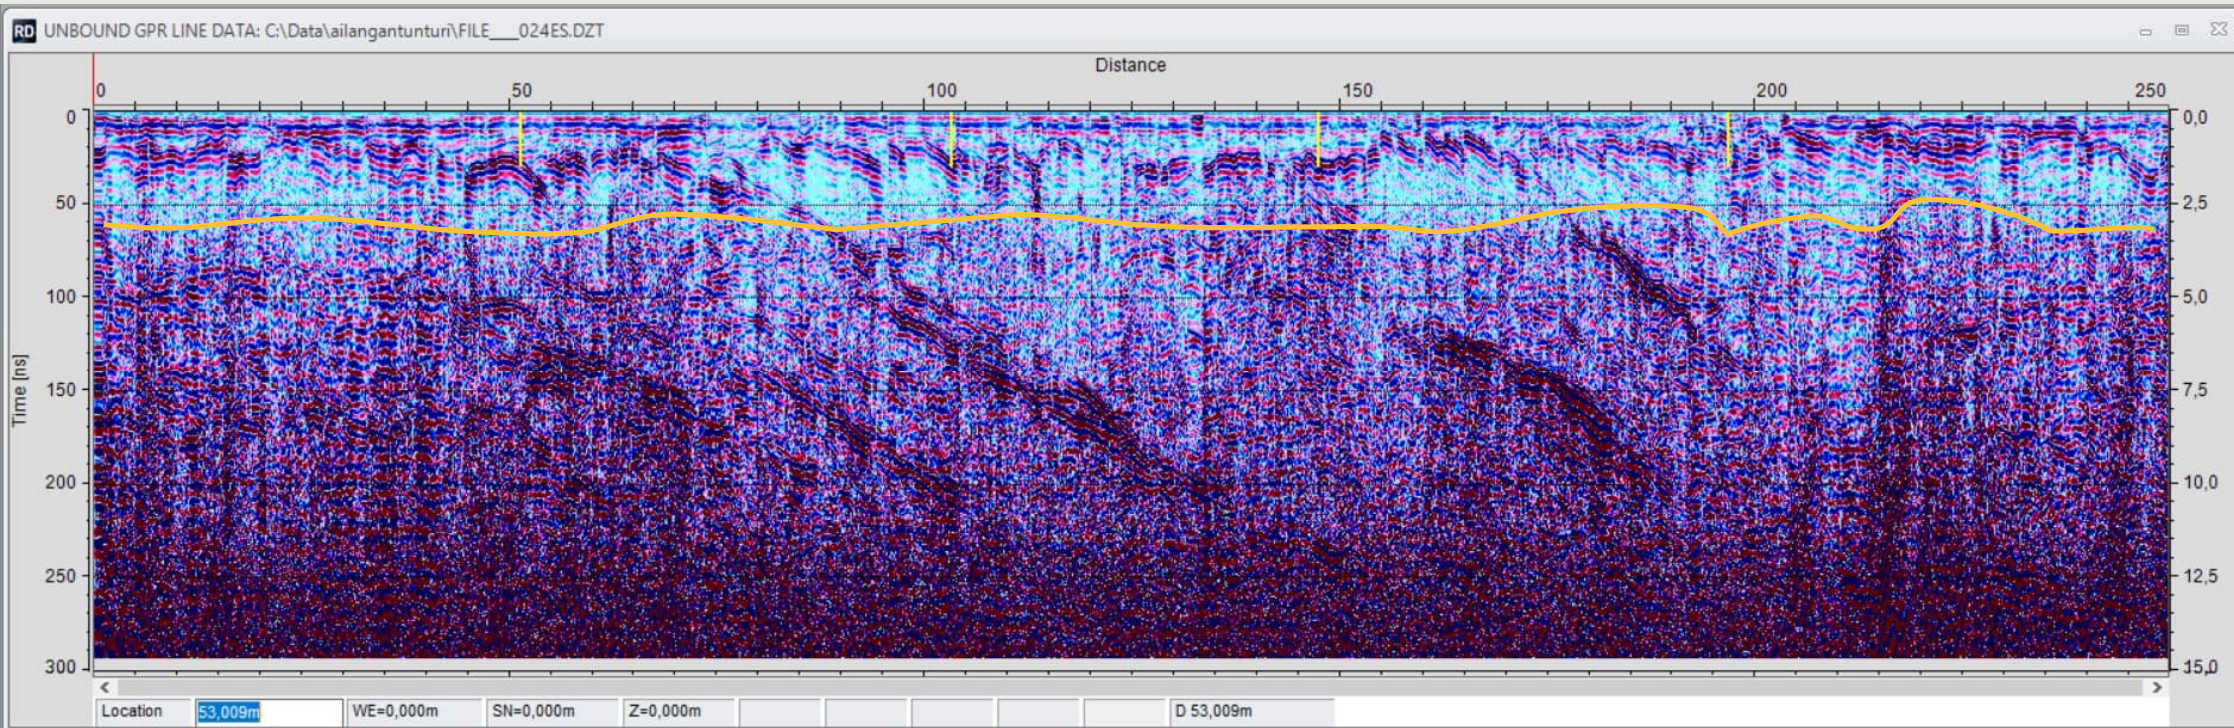 RD UNBOUND GPR LINE DATA: C:\Data\ailangantunturi\FILE___024ES.DZT
Distance
0 50 100 150 200 250
Time [ns]
0 0,0
50 2,5
100 5,0
150 7,5
200 10,0
250 12,5
300 15,0
Location 53,009m WE=0,000m SN=0,000m Z=0,000m D 53,009m